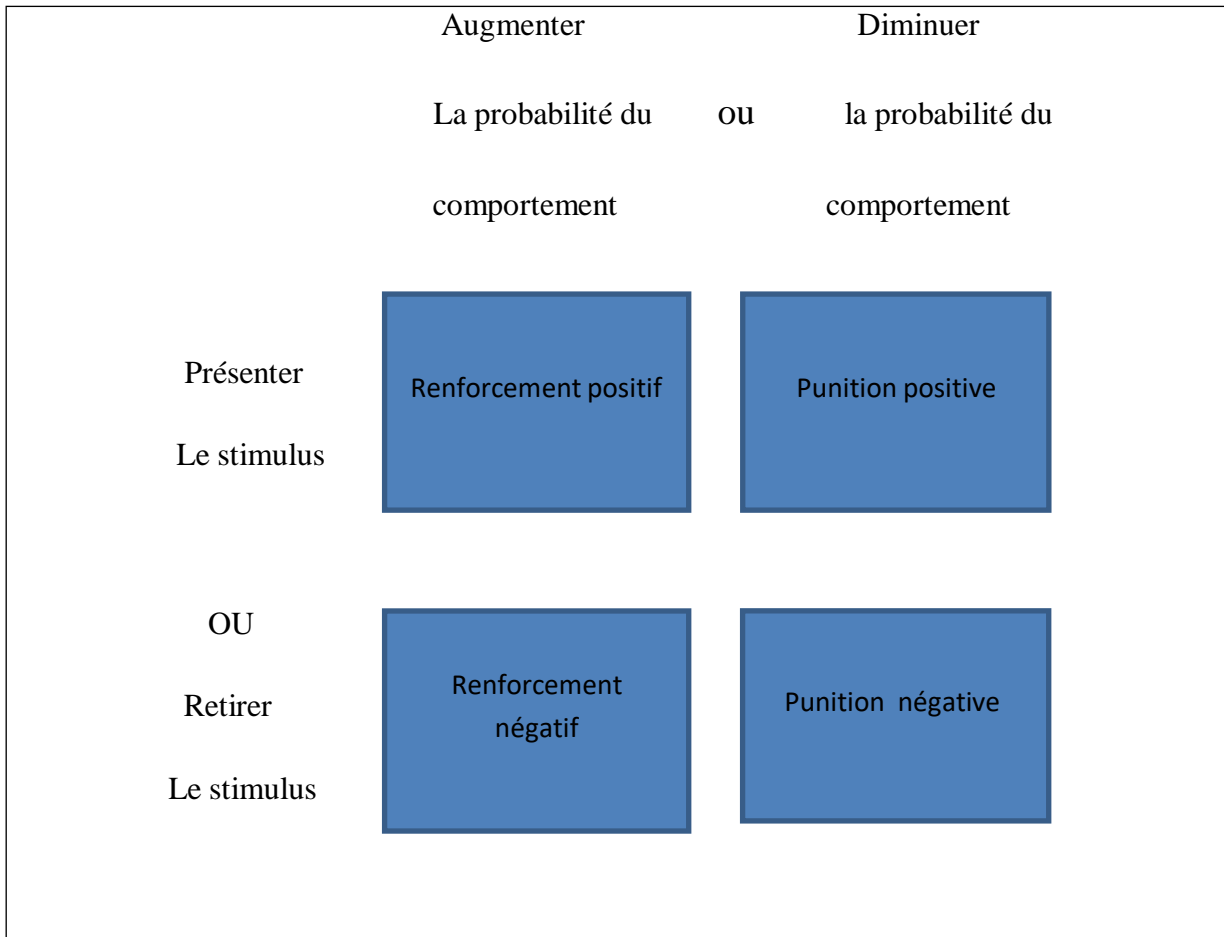 Augmenter Diminuer
La probabilité du ou la probabilité du
comportement comportement
Présenter
Renforcement positif Punition positive
Le stimulus
OU
Renforcement
négatif
Punition négative
Retirer
Le stimulus